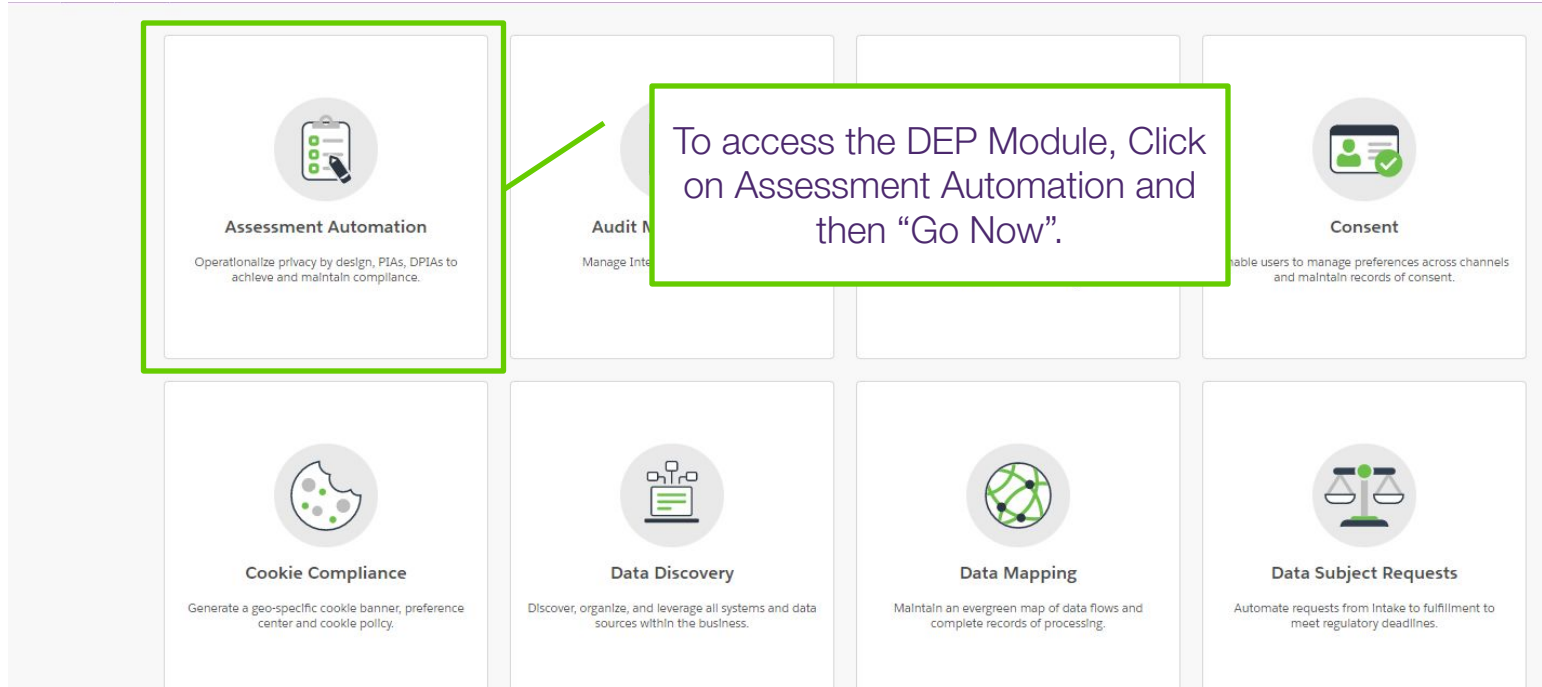 To access the DEP Module, Click
on Assessment Automation and
then “Go Now”.
Assessment Automation
Operationalize privacy by design, PIAs, DPIAs to
achieve and maintain compliance.
Audit
Manage
Consent
users to manage preferences across channels
and maintain records of consent.
Cookie Compliance
Generate a geo-specific cookie banner, preference
center and cookie policy.
Data Discovery
Discover, organize, and leverage all systems and data
sources within the business.
Data Mapping
Maintain an evergreen map of data flows and
complete records of processing.
Data Subject Requests
Automate requests from intake to fulfillment to
meet regulatory deadlines.